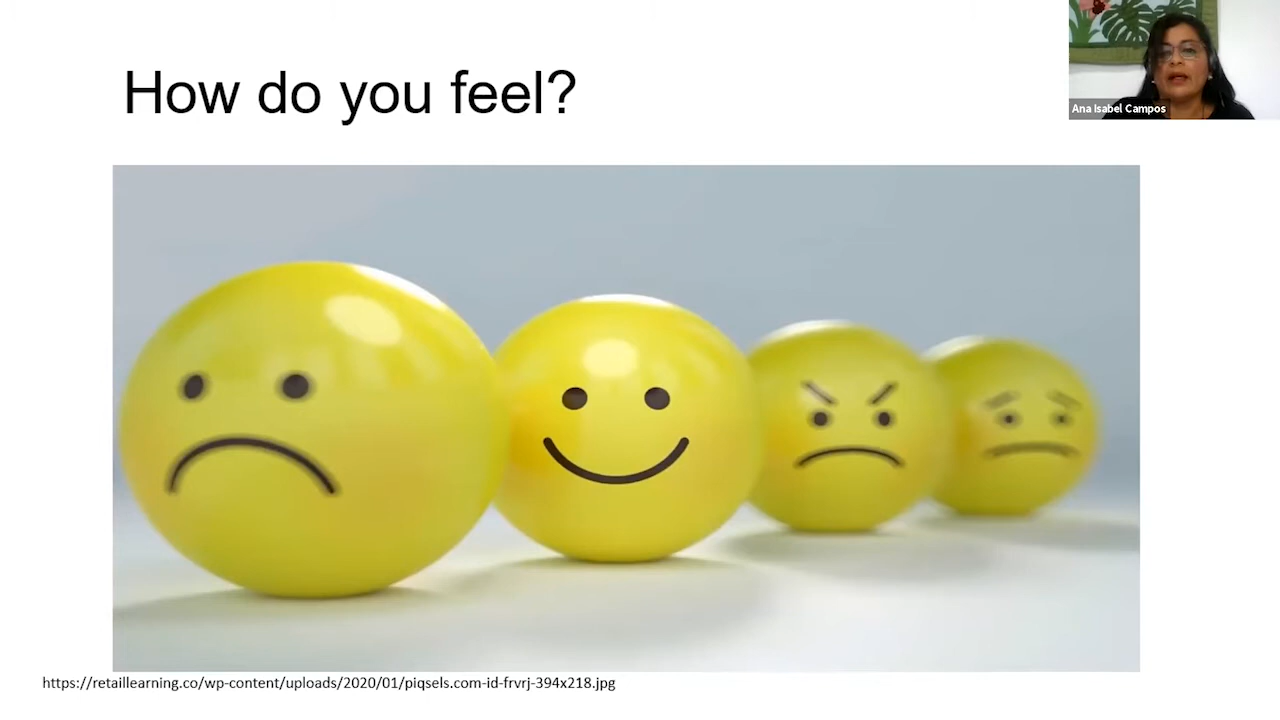 How do you feel?
Ana Isabel Campos
https://retaillearning.co/wp-content/uploads/2020/01/piqsels.com-id-frvrj-394x218.jpg